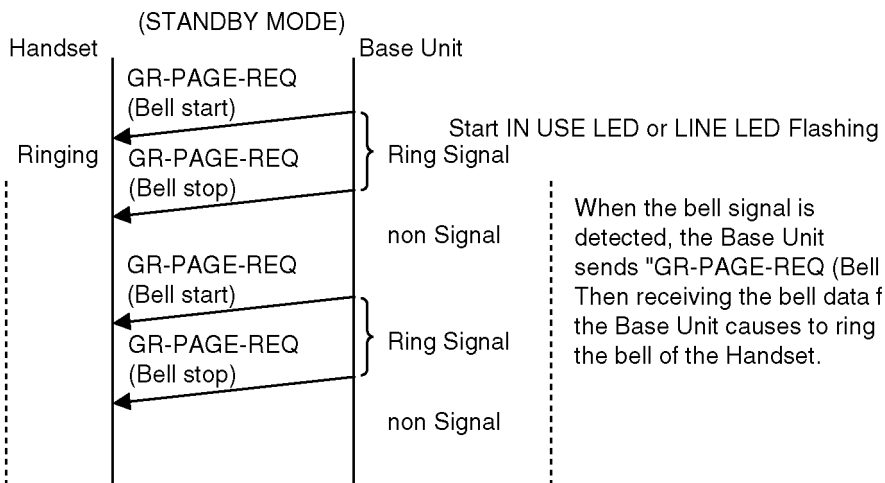 (STANDBY MODE)
Handset
Base Unit
GR-PAGE-REQ
(Bell start)
Start IN USE LED or LINE LED Flashing
Ringing
GR-PAGE-REQ
(Bell stop)
Ring Signal
non Signal
When the bell signal is
detected, the Base Unit
sends "GR-PAGE-REQ (Bell
Then receiving the bell data f
the Base Unit causes to ring
the bell of the Handset.
GR-PAGE-REQ
(Bell start)
GR-PAGE-REQ
(Bell stop)
Ring Signal
non Signal